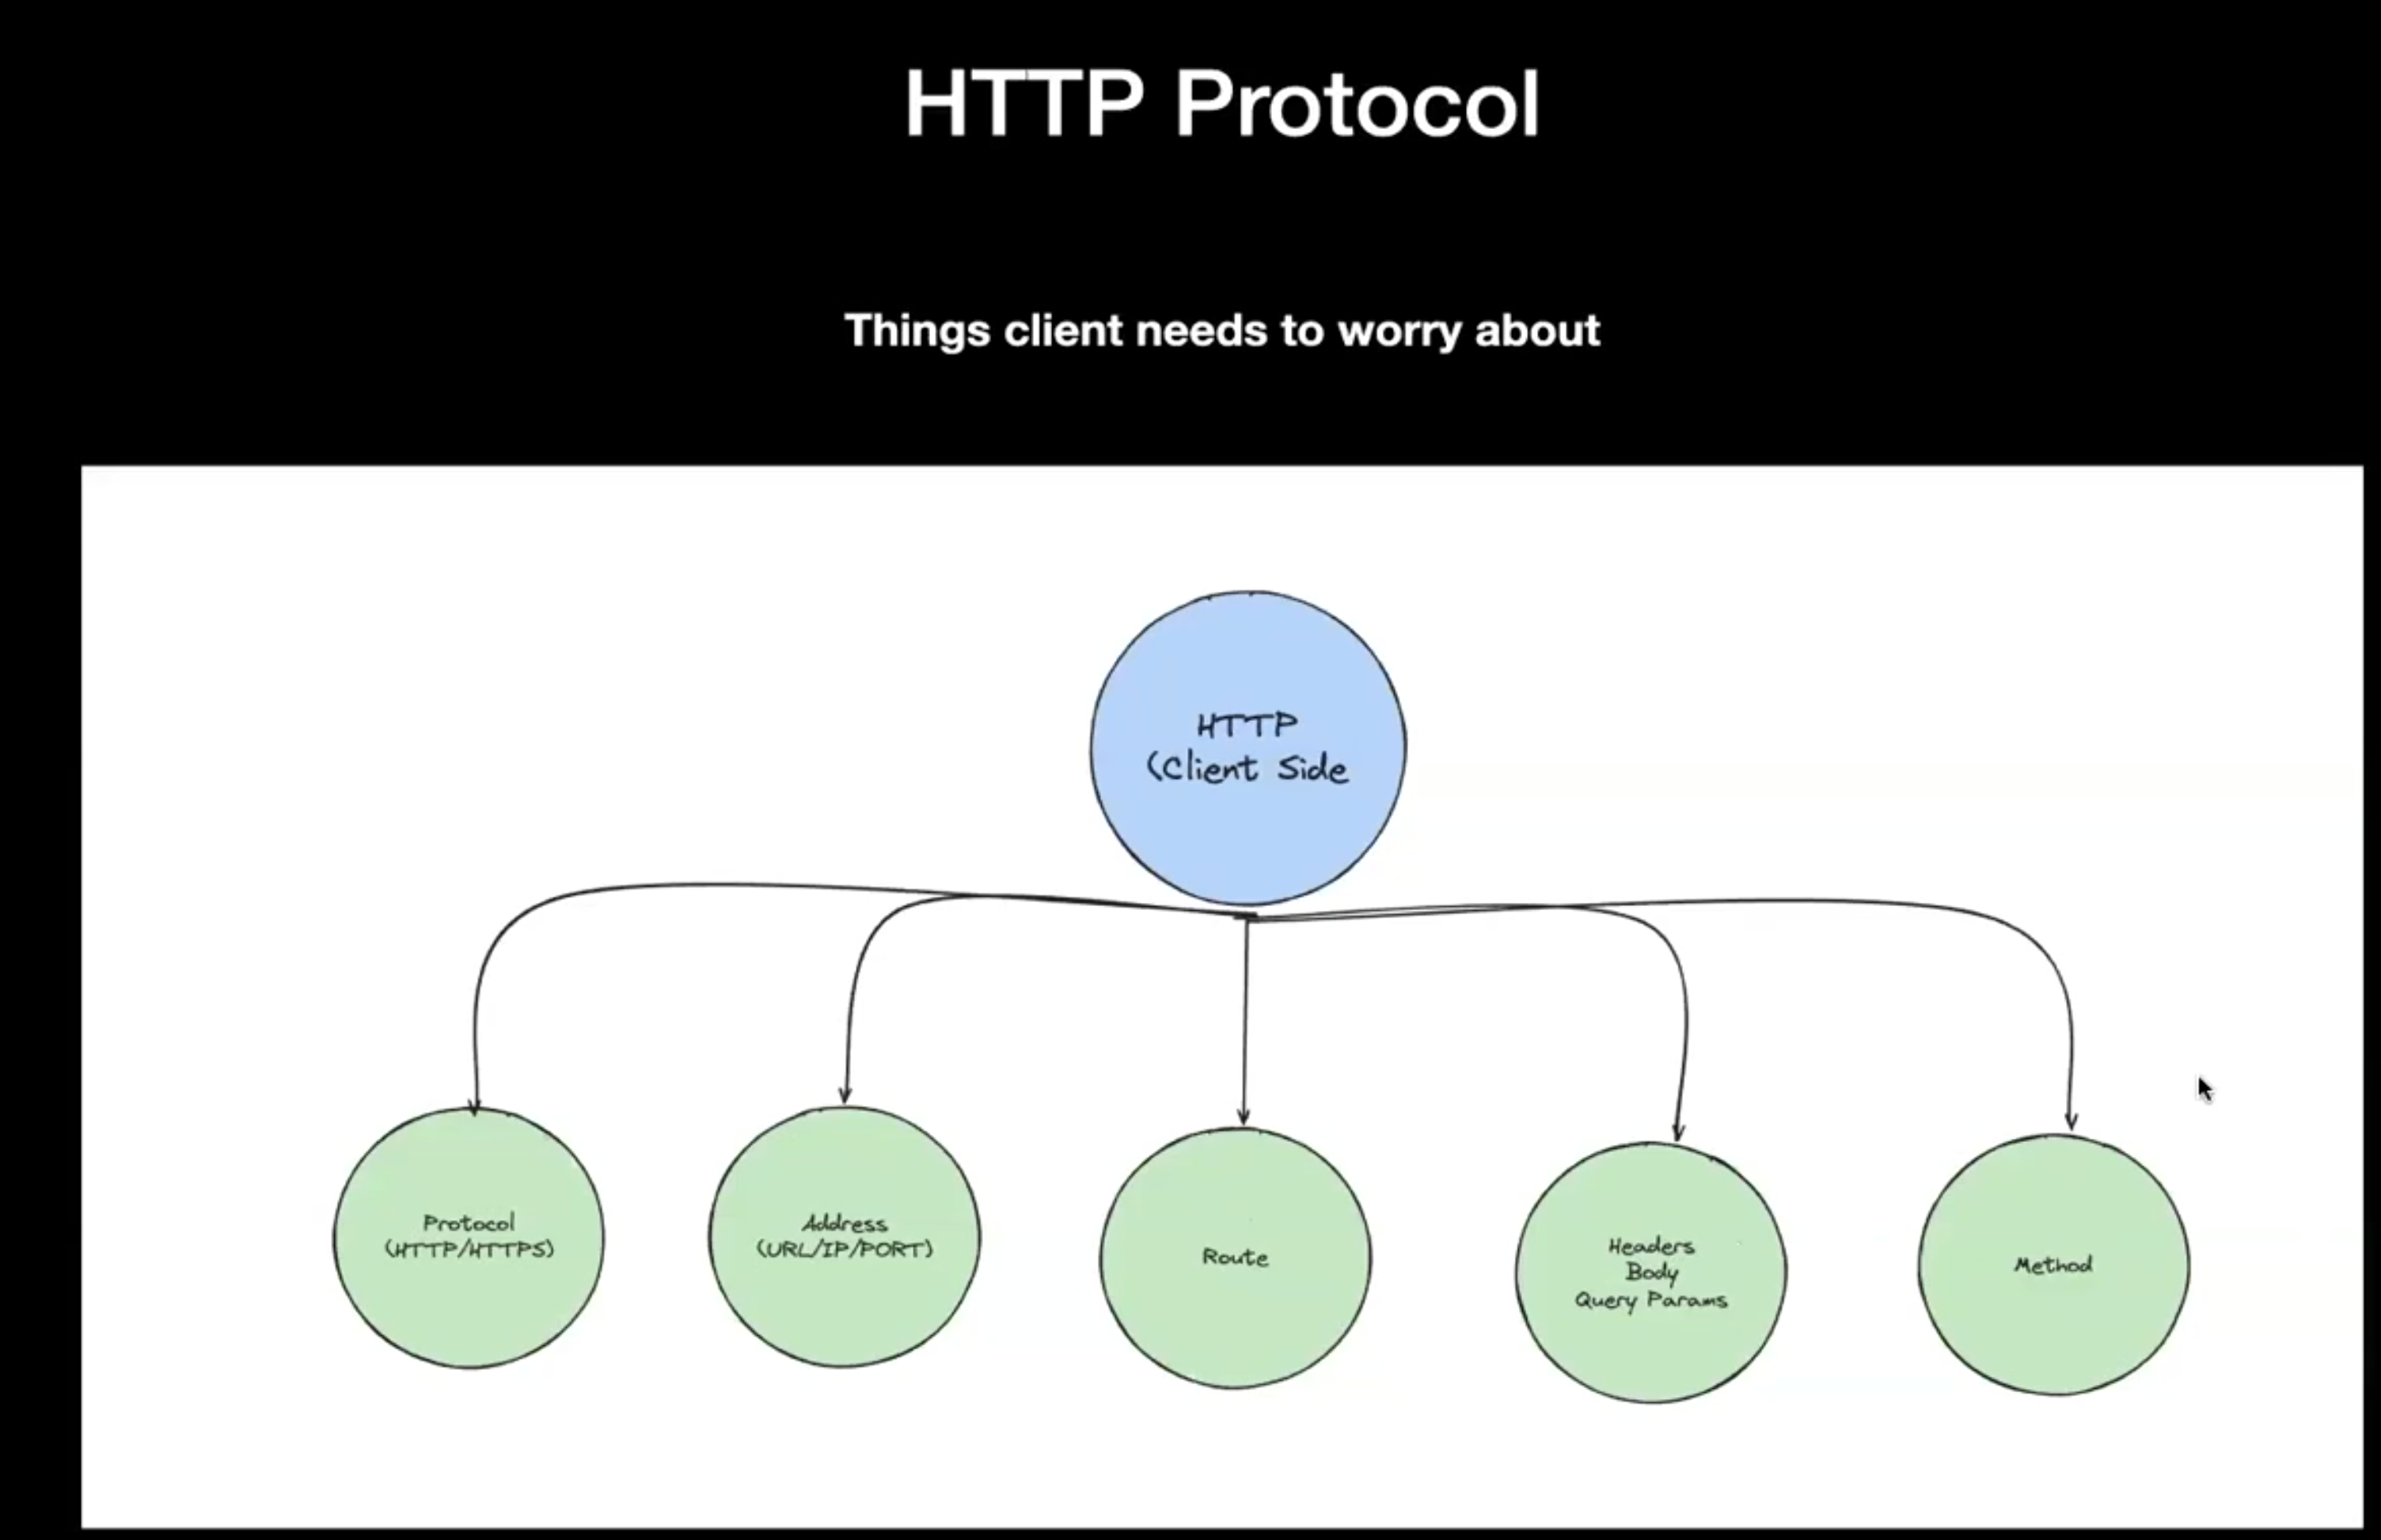 HTTP Protocol
Things client needs to worry about
HTTP
(Client Side
Protocol
(HTTP/HTTPS)
Address
(URL/IP/PORT)
Route
Headers
Body
Query Params
Method